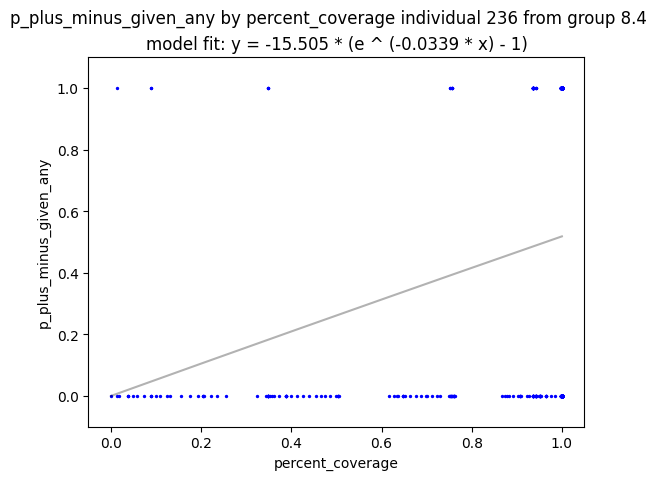 p_plus_minus_given_any by percent_coverage individual 236 from group 8.4
model fit: y = -15.505 * (e ^ (-0.0339 * x) - 1)
1.0
0.8
0.6
0.4
0.2
0.0
p_plus_minus_given_any
0.0 0.2 0.4 0.6 0.8 1.0
percent_coverage